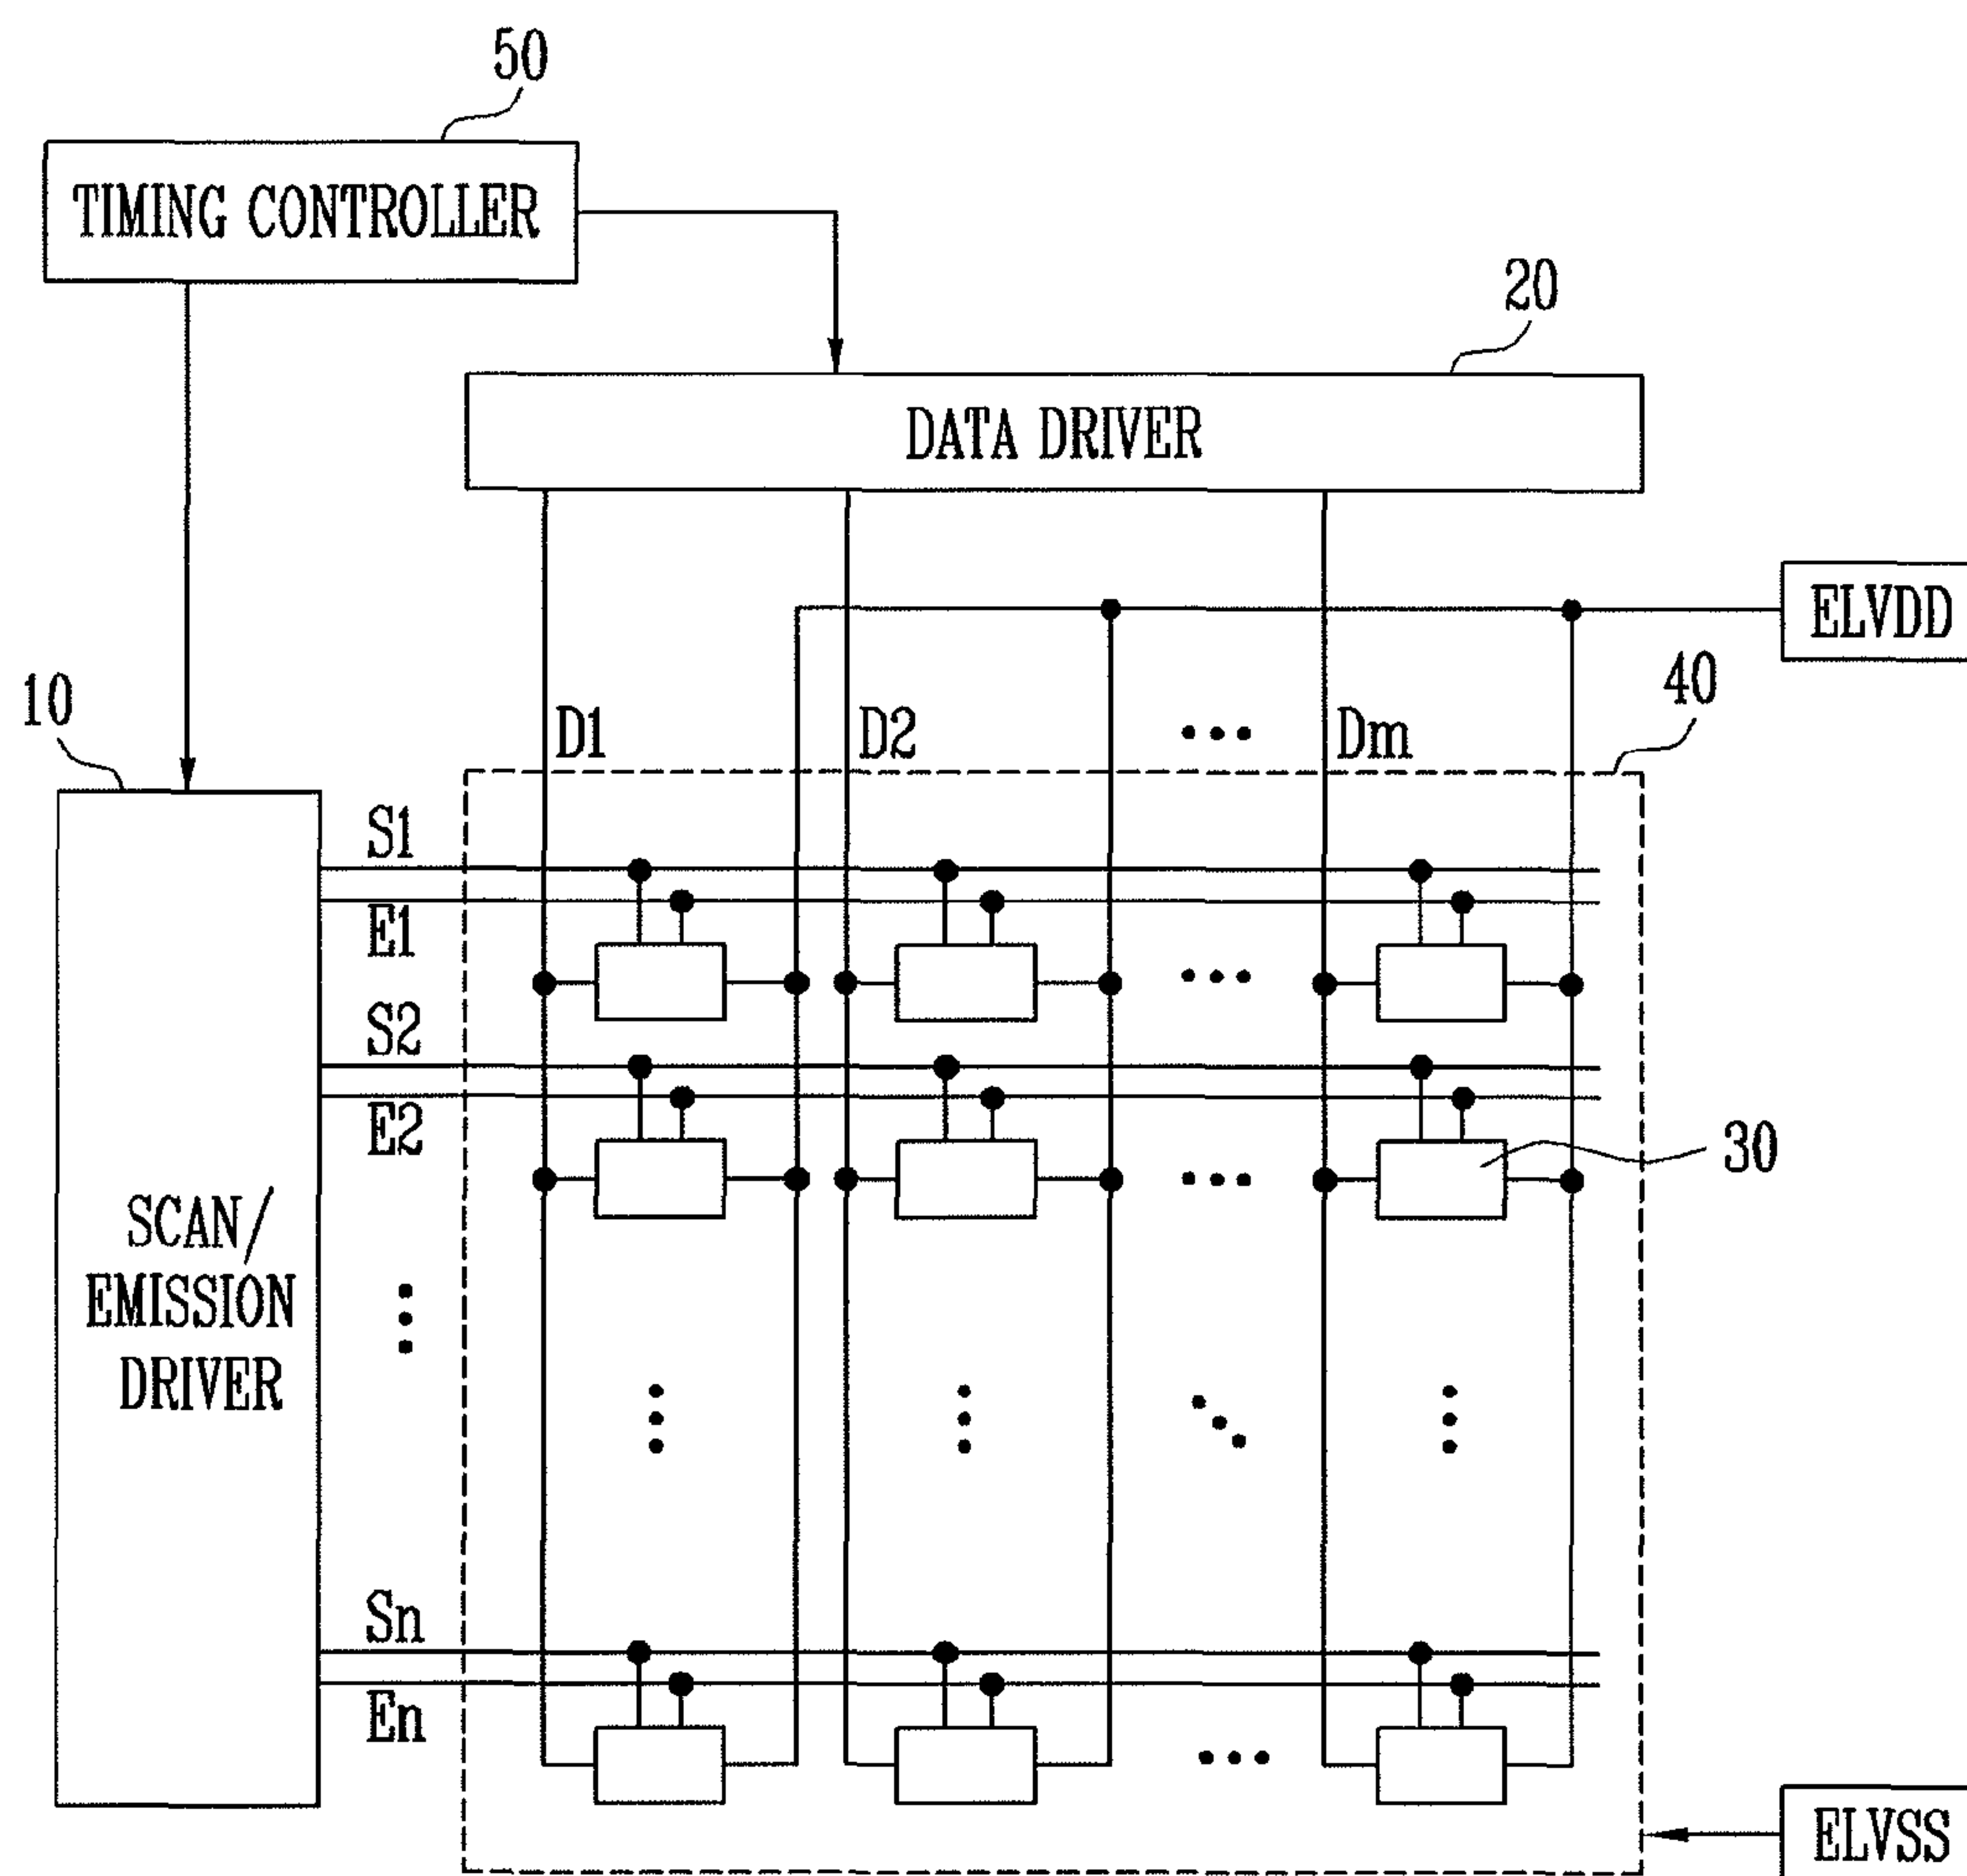 50
TIMING CONTROLLER
20
DATA DRIVER
ELVDD
40
10
D1 D2 Dm
S1
E1
S2
E2
30
SCAN/
EMISSION
DRIVER
Sn
En
ELVSS